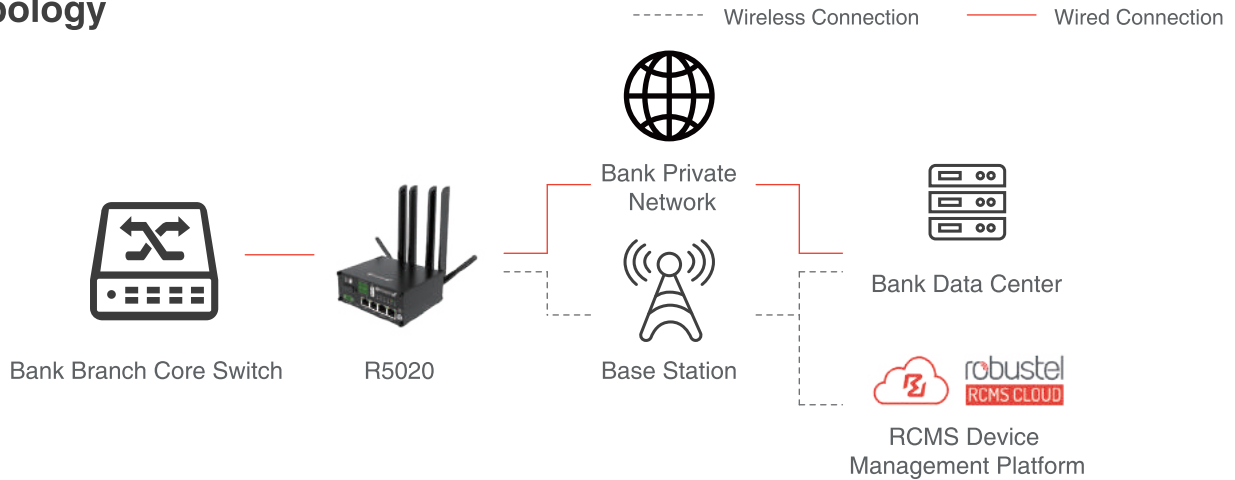 pology
Wireless Connection
Wired Connection
Bank Private
Network
Bank Data Center
Bank Branch Core Switch
R5020
Base Station
robustel
RCMS CLOUD
RCMS Device
Management Platform